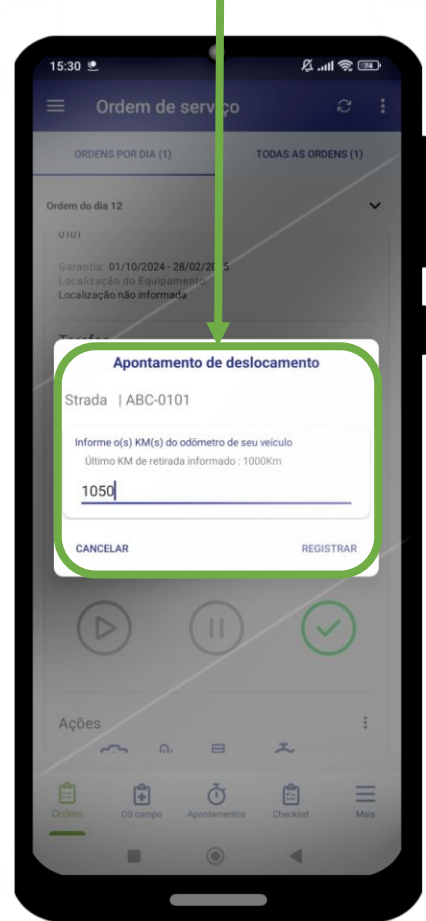 15:30
74
Ordem de serviço
ORDENS POR DIA (1) TODAS AS ORDENS (1)
Ordem do dia 12
Garantia: 01/10/2024 - 28/02/2025
Localização do Equipamento:
Localização não informada
Tarefas
Apontamento de deslocamento
Strada | ABC-0101
Informe o(s) KM(s) do odômetro de seu veículo
Último KM de retirada informado : 1000Km
1050
CANCELAR REGISTRAR
Ações
Ordem OS campo Apontamentos Checklist Mais